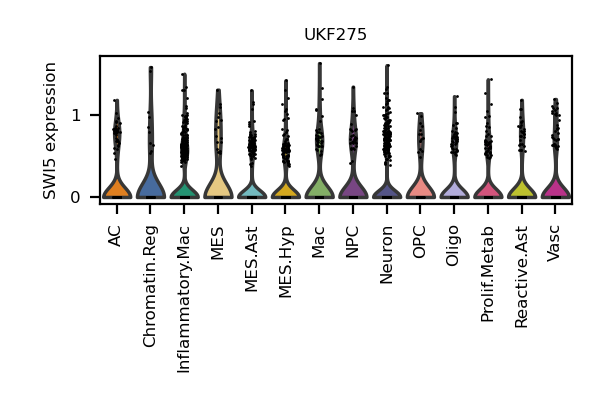 UKF275
SWI5 expression
1
0
AC
Chromatin.Reg
Inflammatory.Mac
MES
MES.Ast
MES.Hyp
Mac
NPC
Neuron
OPC
Oligo
Prolif.Metab
Reactive.Ast
Vasc